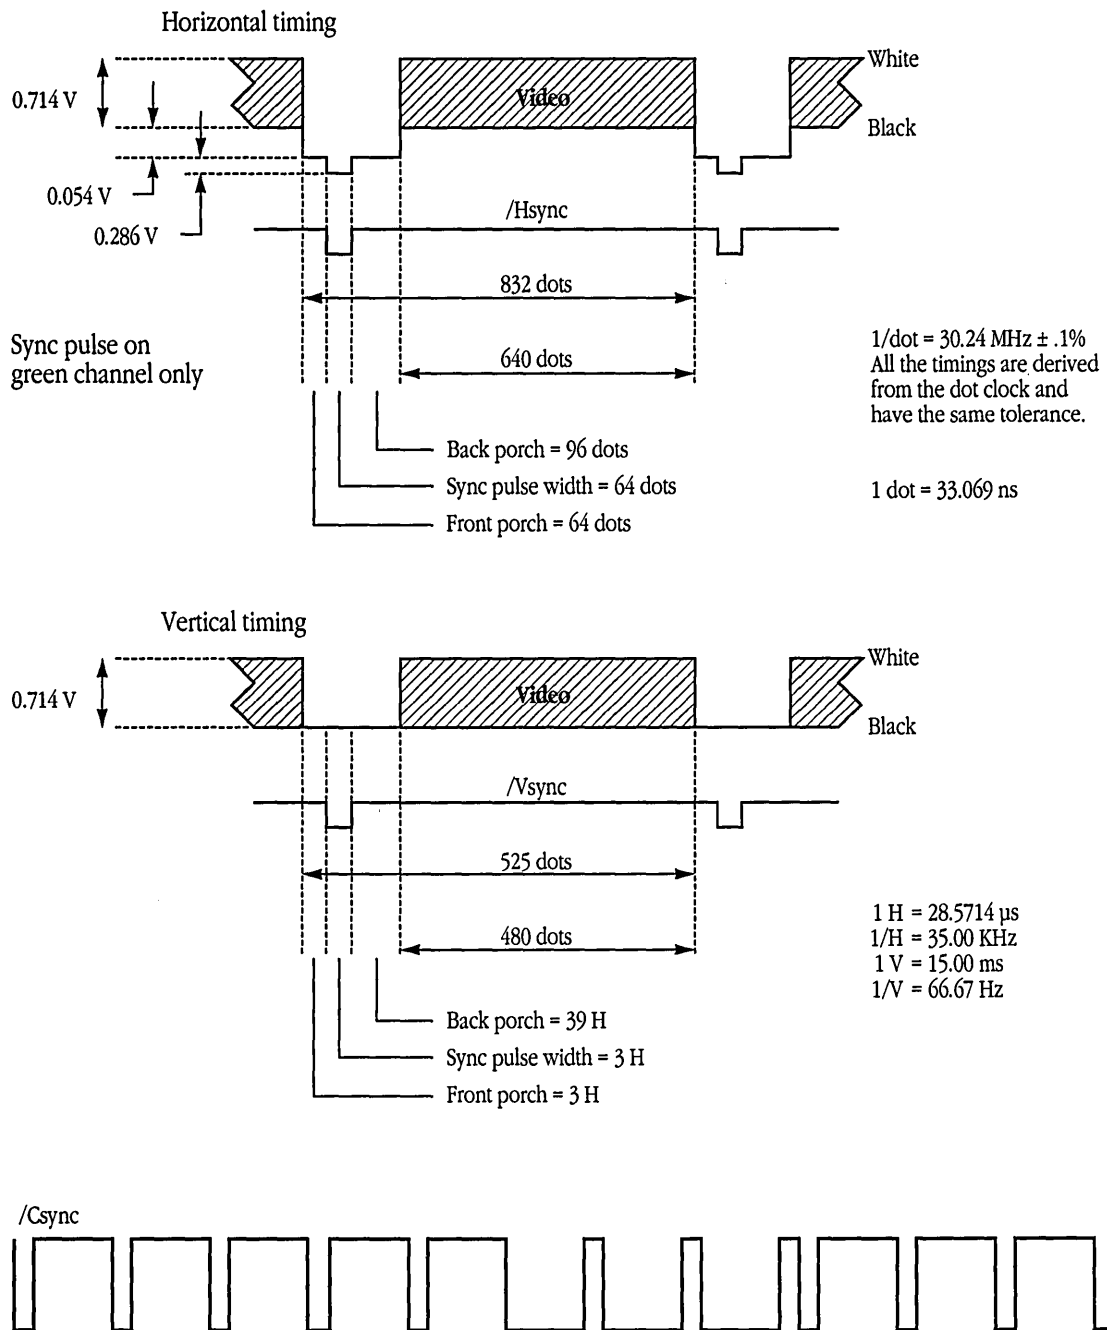 Horizontal timing
White
0.714 V
Video
Black
0.054 V
0.286 V
/Hsync
832 dots
Sync pulse on
green channel only
640 dots
1/dot = 30.24 MHz ± .1%
All the timings are derived
from the dot clock and
have the same tolerance.
Back porch = 96 dots
Sync pulse width = 64 dots
1 dot = 33.069 ns
Front porch = 64 dots
Vertical timing
White
0.714 V
Video
Black
/Vsync
525 dots
480 dots
1 H = 28.5714 µs
1/H = 35.00 KHz
1 V = 15.00 ms
1/V = 66.67 Hz
Back porch = 39 H
Sync pulse width = 3 H
Front porch = 3 H
/Csync